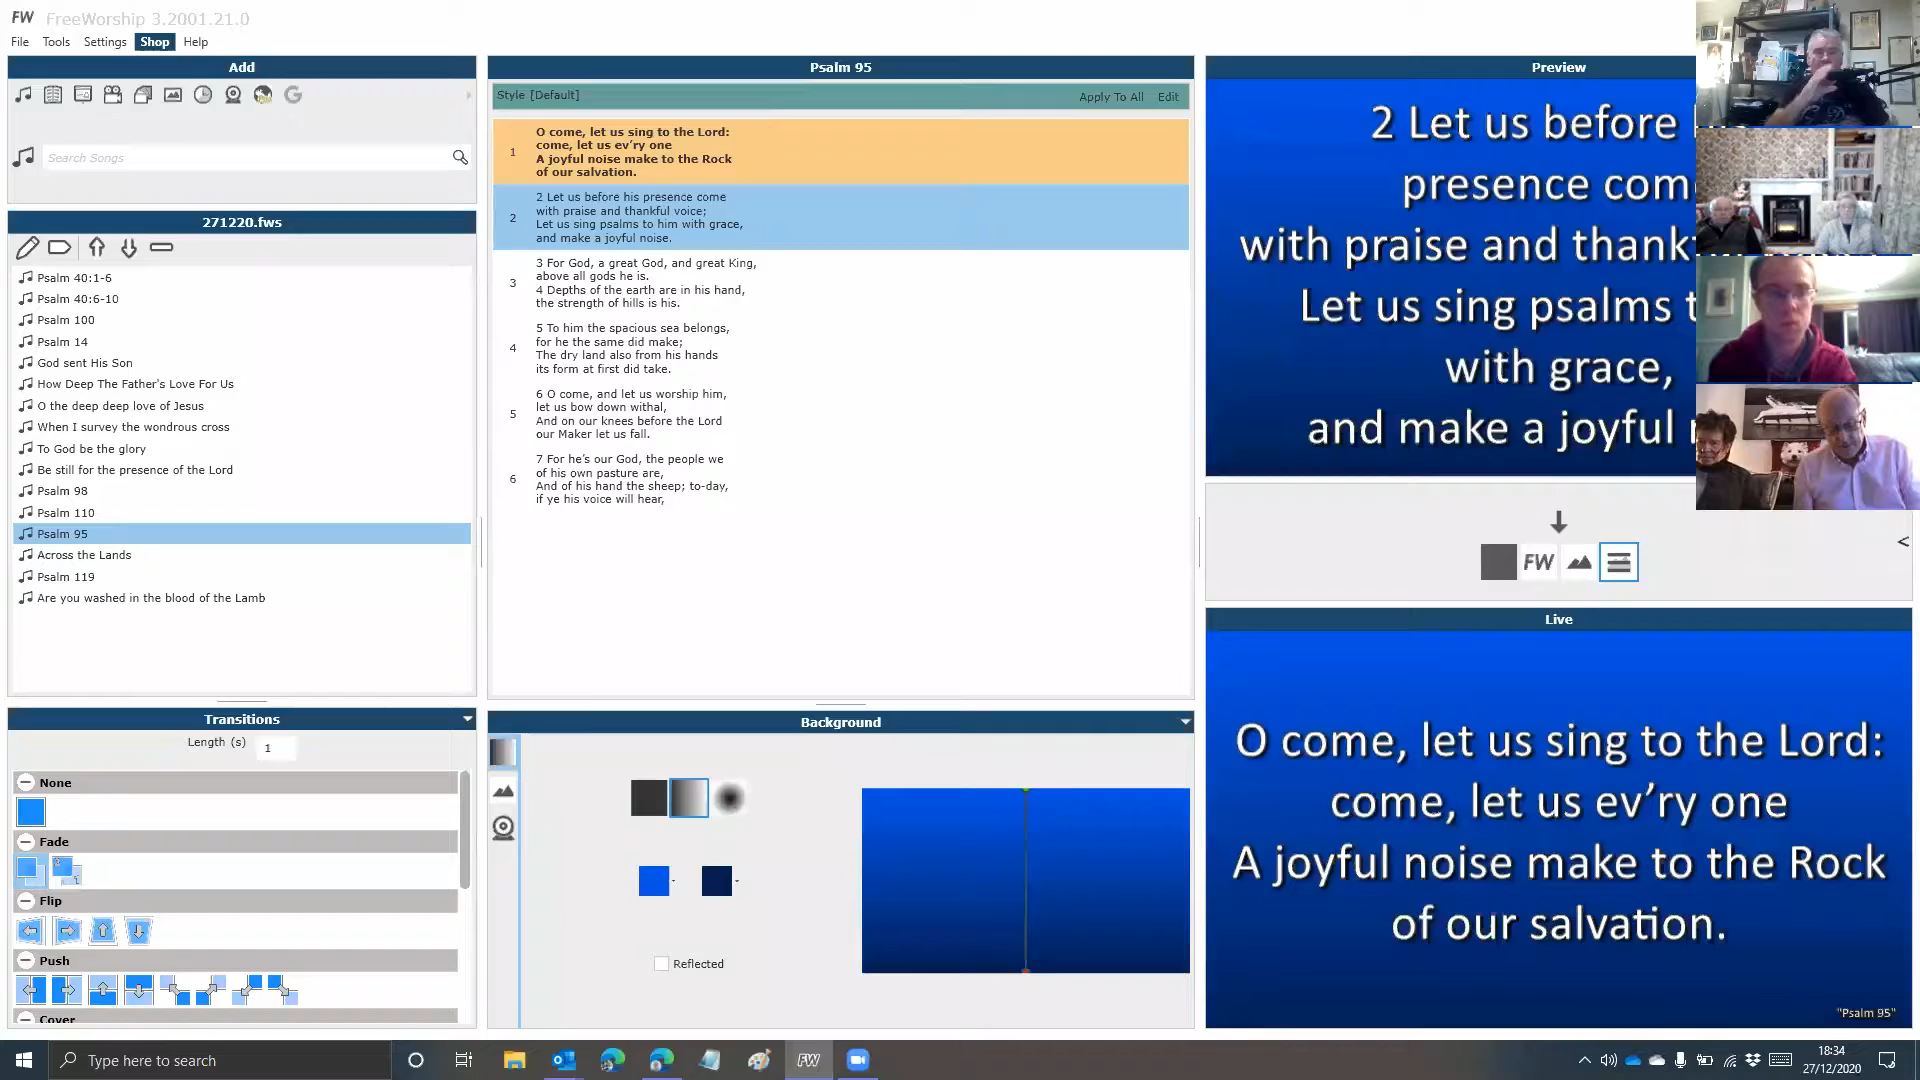 FW FreeWorship 3.2001.21.0
File Tools Settings Shop Help
Add
Search Songs
271220.fws
Psalm 40:1-6
Psalm 40:6-10
Psalm 100
Psalm 14
God sent His Son
How Deep The Father's Love For Us
O the deep deep love of Jesus
When I survey the wondrous cross
To God be the glory
Be still for the presence of the Lord
Psalm 98
Psalm 110
Psalm 95
Across the Lands
Psalm 119
Are you washed in the blood of the Lamb
Transitions
Length (s) 1
None
Fade
Flip
Push
Cover
Psalm 95
Style [Default] Apply To All Edit
1
O come, let us sing to the Lord:
come, let us ev’ry one
A joyful noise make to the Rock
of our salvation.
2
2 Let us before his presence come
with praise and thankful voice;
Let us sing psalms to him with grace,
and make a joyful noise.
3
3 For God, a great God, and great King,
above all gods he is.
4 Depths of the earth are in his hand,
the strength of hills is his.
4
5 To him the spacious sea belongs,
for he the same did make;
The dry land also from his hands
its form at first did take.
5
6 O come, and let us worship him,
let us bow down withal,
And on our knees before the Lord
our Maker let us fall.
6
7 For he’s our God, the people we
of his own pasture are,
And of his hand the sheep; to-day,
if ye his voice will hear,
Background
Reflected
Preview
2 Let us before
presence com
with praise and thank
Let us sing psalms t
with grace,
and make a joyful
FW
<
Live
O come, let us sing to the Lord:
come, let us ev’ry one
A joyful noise make to the Rock
of our salvation.
"Psalm 95"
Type here to search
FW
18:34
27/12/2020